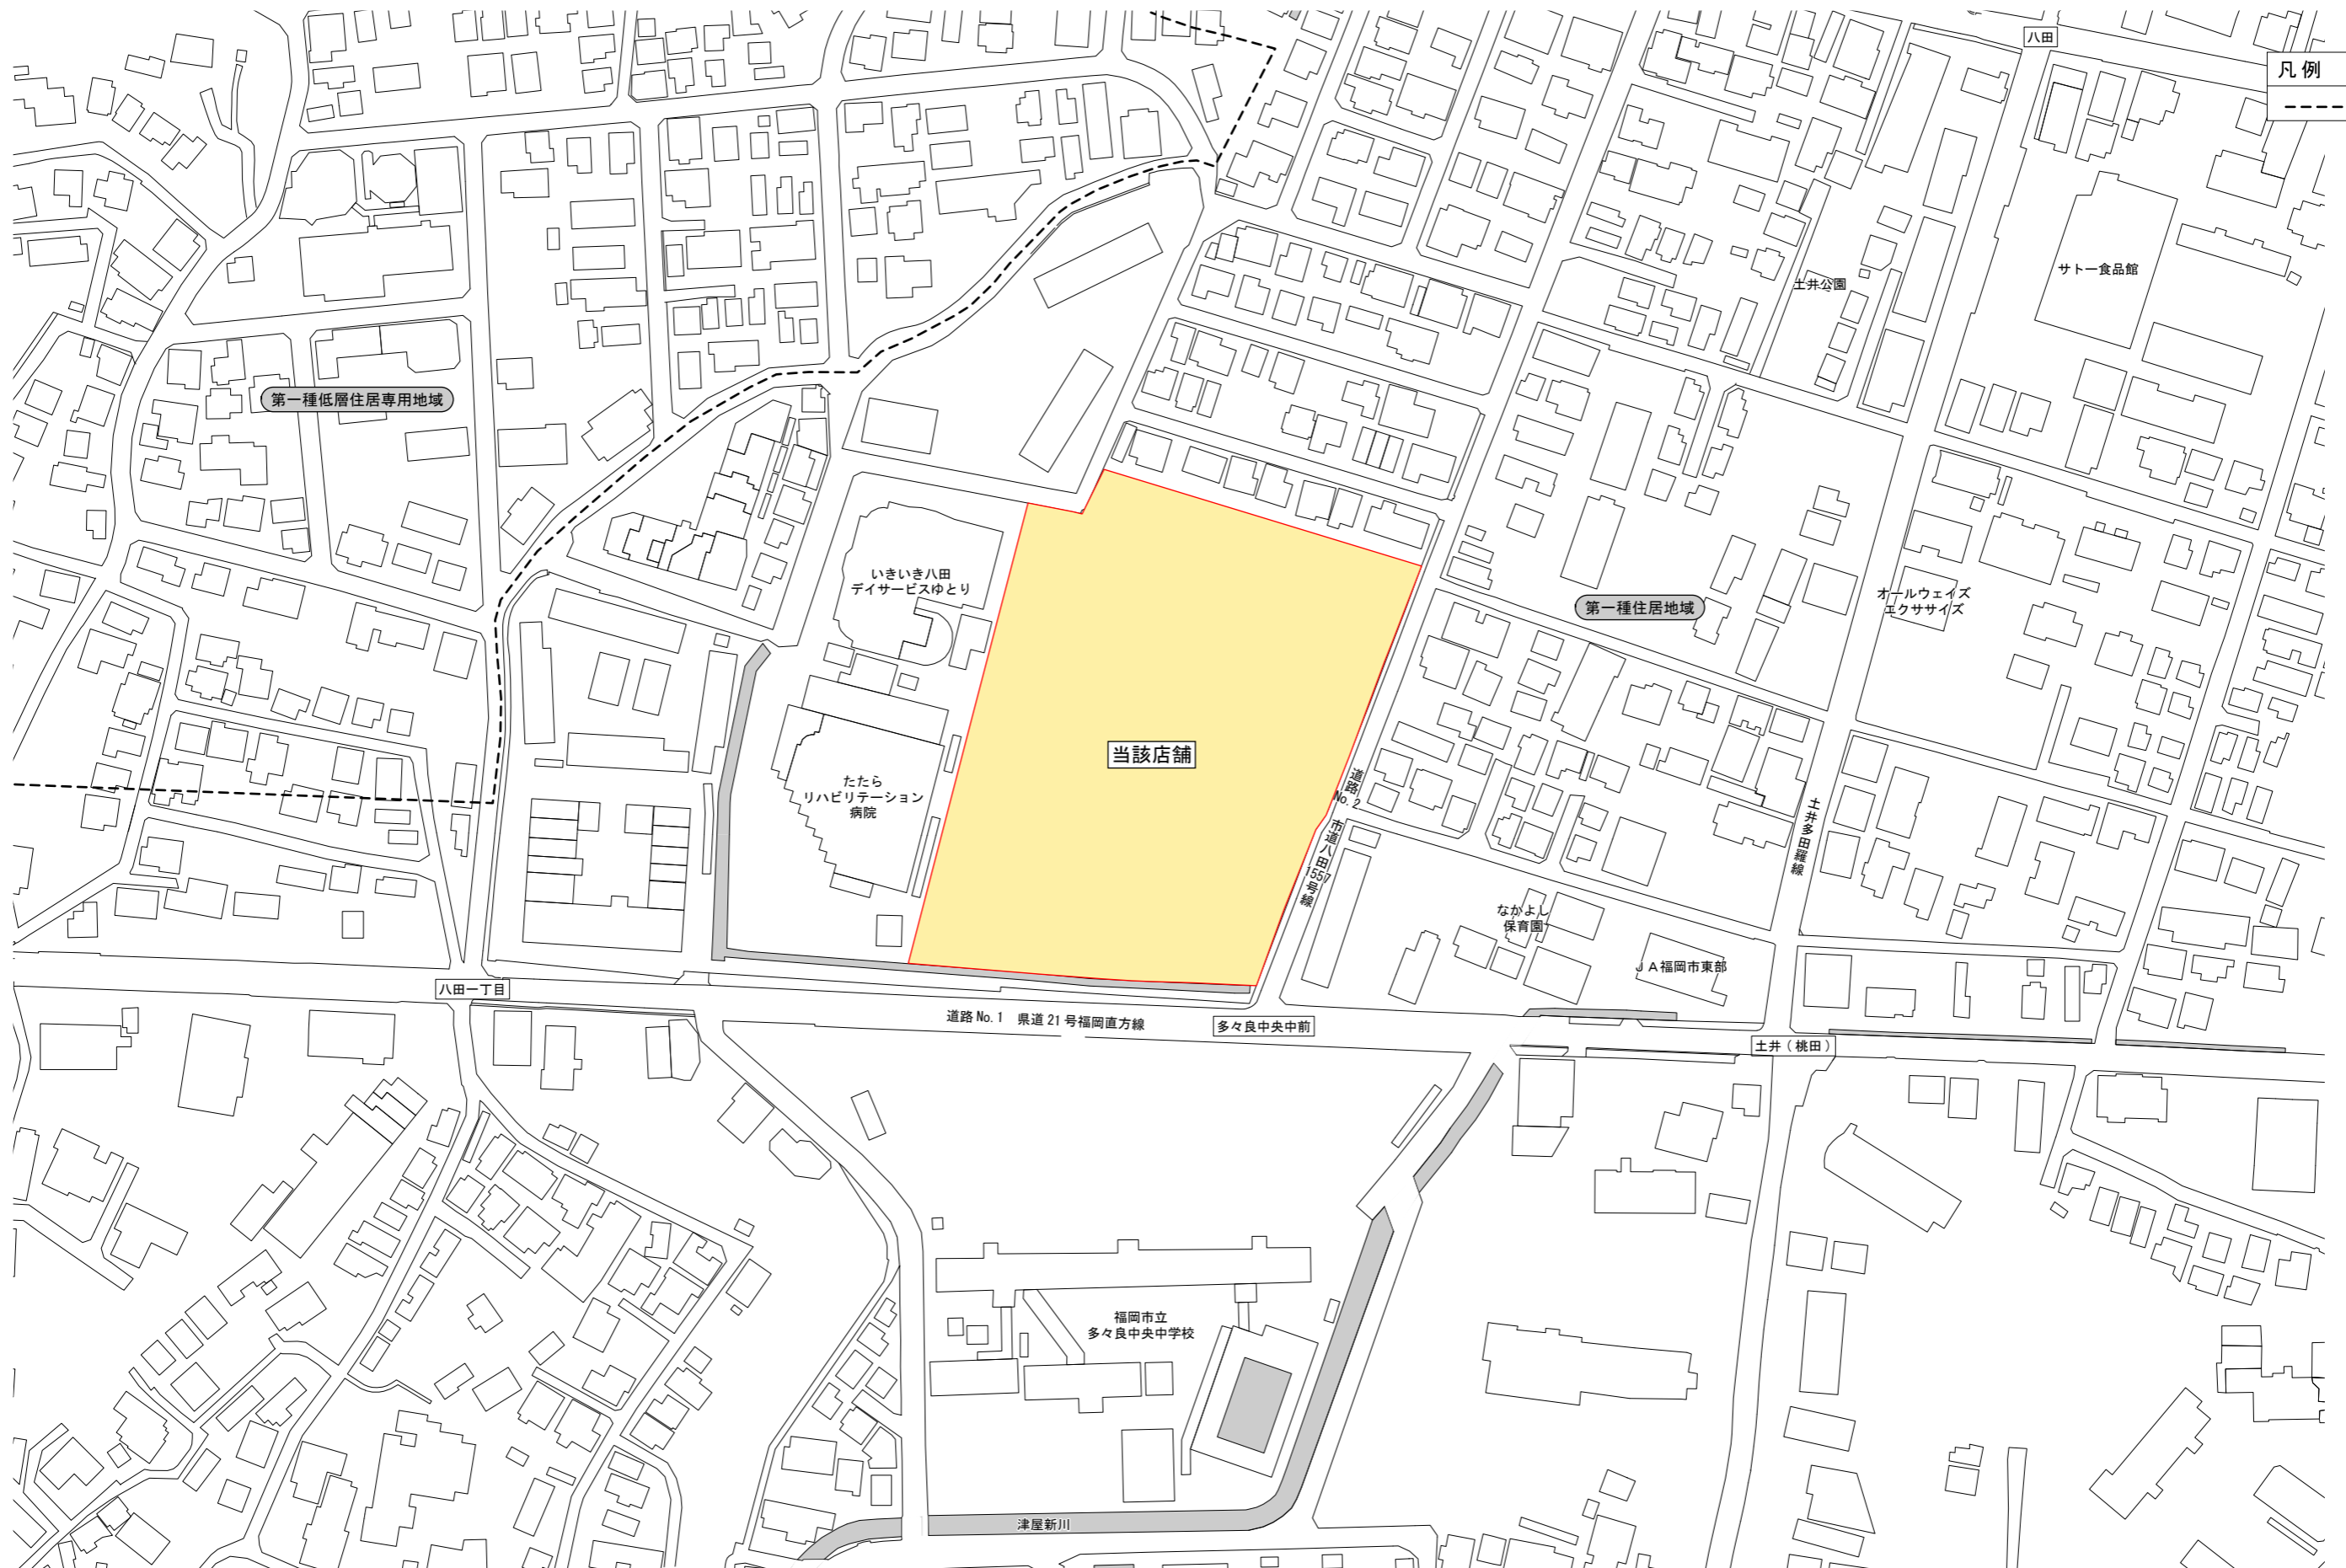 八田
凡 例
サトー食品館
土井公園
第一種低層住居専用地域
いきいき八田
デイサービスゆとり
第一種住居地域
オールウェイズ
エクササイズ
当該店舗
たたら
リハビリテーション
病院
道路
No. 2
市道八田
1557
号線
土井多田羅線
なかよし
保育園
ＪＡ福岡市東部
八田一丁目
道路 No. 1　県道 21 号福岡直方線
多々良中央中前
土井（桃田）
福岡市立
多々良中央中学校
津屋新川